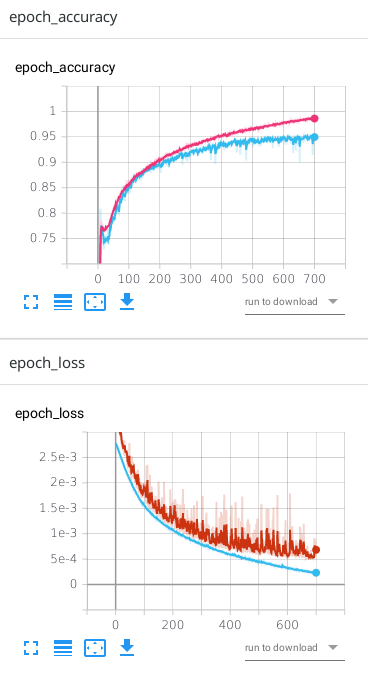 epoch_accuracy
epoch_accuracy
1
0.95
0.9
0.85
0.8
0.75
0 100 200 300 400 500 600 700
run to download
epoch_loss
epoch_loss
2.5e-3
2e-3
1.5e-3
1e-3
5e-4
0
0 200 400 600
run to download